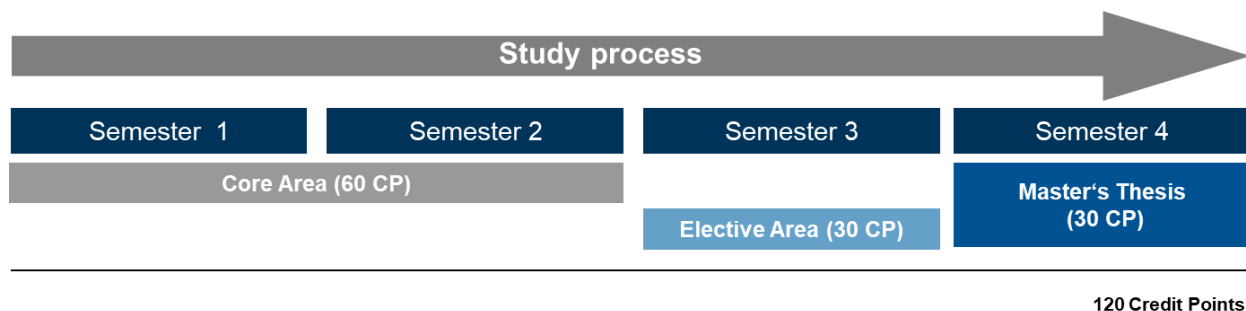 Study process
Semester 1
Semester 2
Semester 3
Semester 4
Core Area (60 CP)
Elective Area (30 CP)
Master‘s Thesis
(30 CP)
120 Credit Points